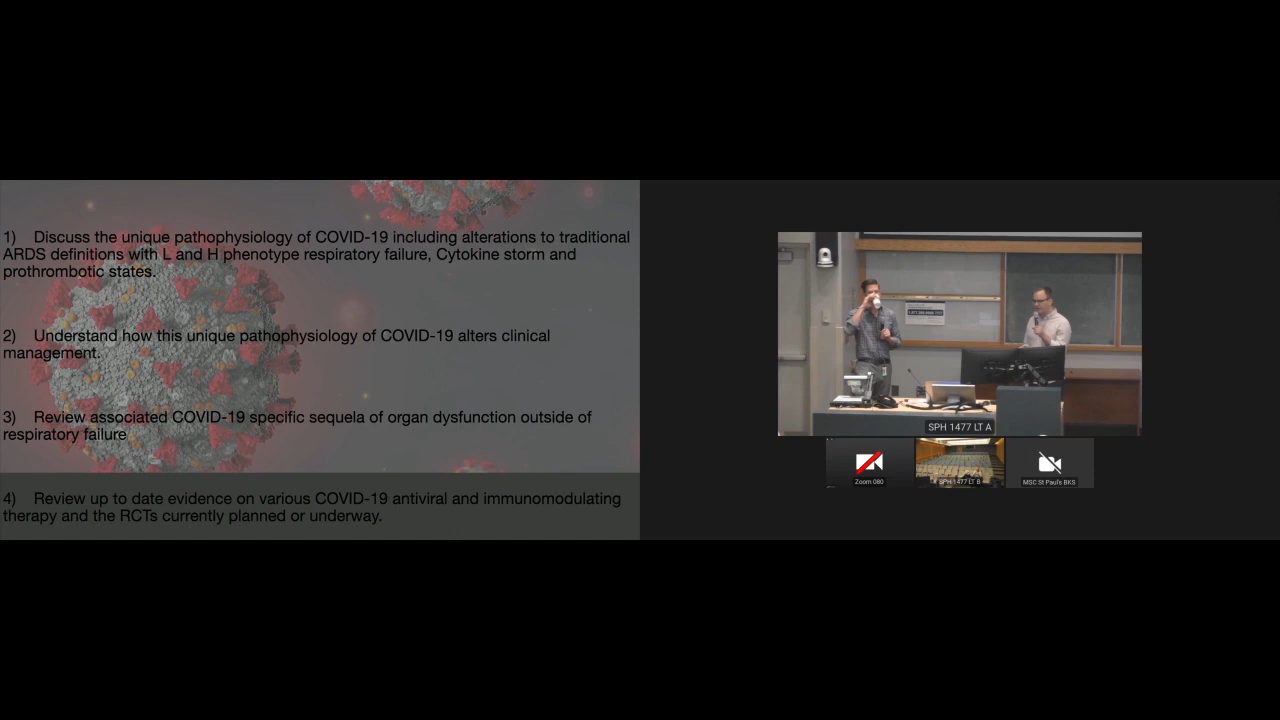 1) Discuss the unique pathophysiology of COVID-19 including alterations to traditional
ARDS definitions with L and H phenotype respiratory failure, Cytokine storm and
prothrombotic states.
2) Understand how this unique pathophysiology of COVID-19 alters clinical
management.
3) Review associated COVID-19 specific sequela of organ dysfunction outside of
respiratory failure
4) Review up to date evidence on various COVID-19 antiviral and immunomodulating
therapy and the RCTs currently planned or underway.
SPH 1477 LT A
Zoom 080
SPH 1477 LT B
MSC St Paul's BKS